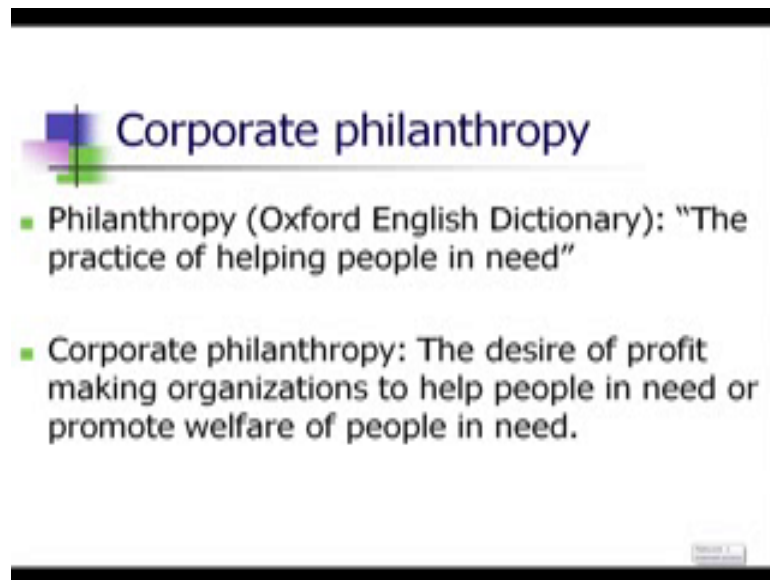 Corporate philanthropy
Philanthropy (Oxford English Dictionary): “The
practice of helping people in need”
Corporate philanthropy: The desire of profit
making organizations to help people in need or
promote welfare of people in need.